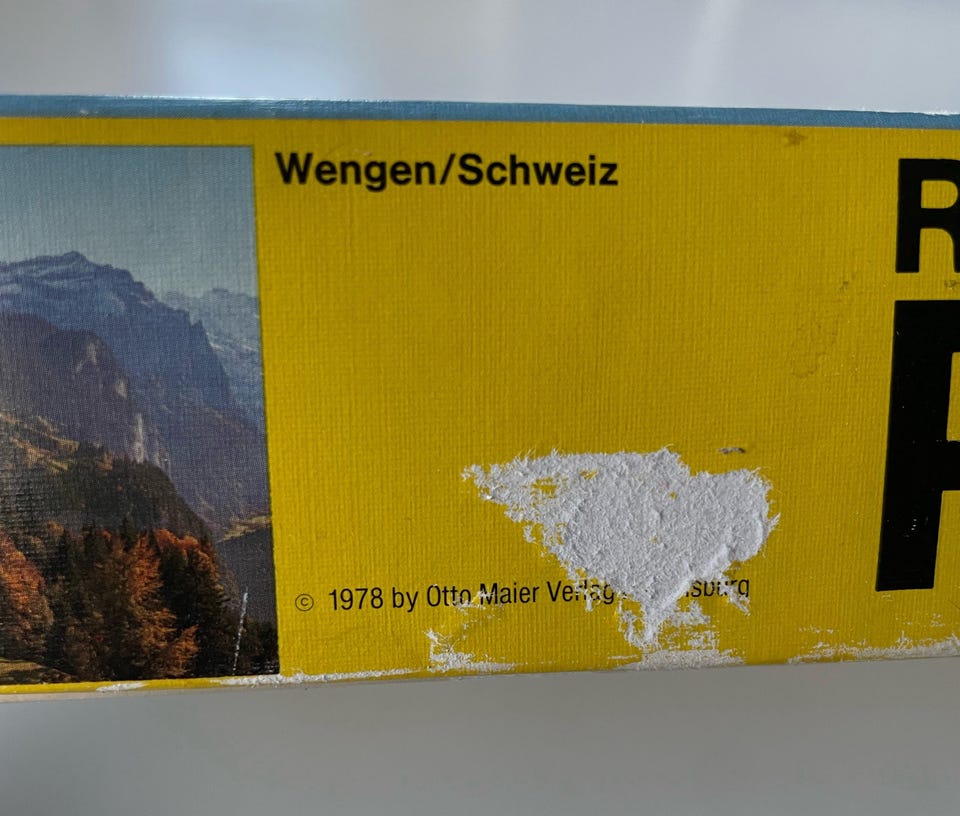 Wengen/Schweiz
R
© 1978 by Otto Maier Verlag